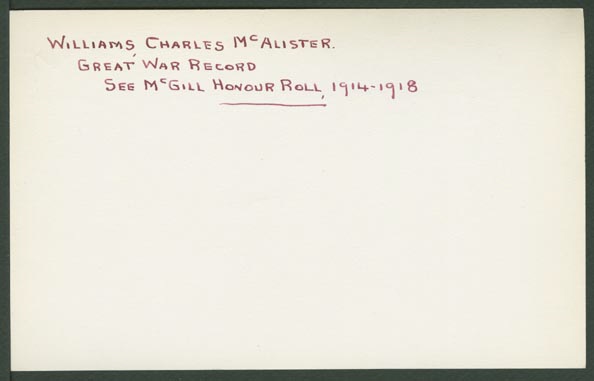 WILLIAMS, CHARLES McALISTER.
GREAT WAR RECORD
SEE McGILL HONOUR ROLL, 1914-1918